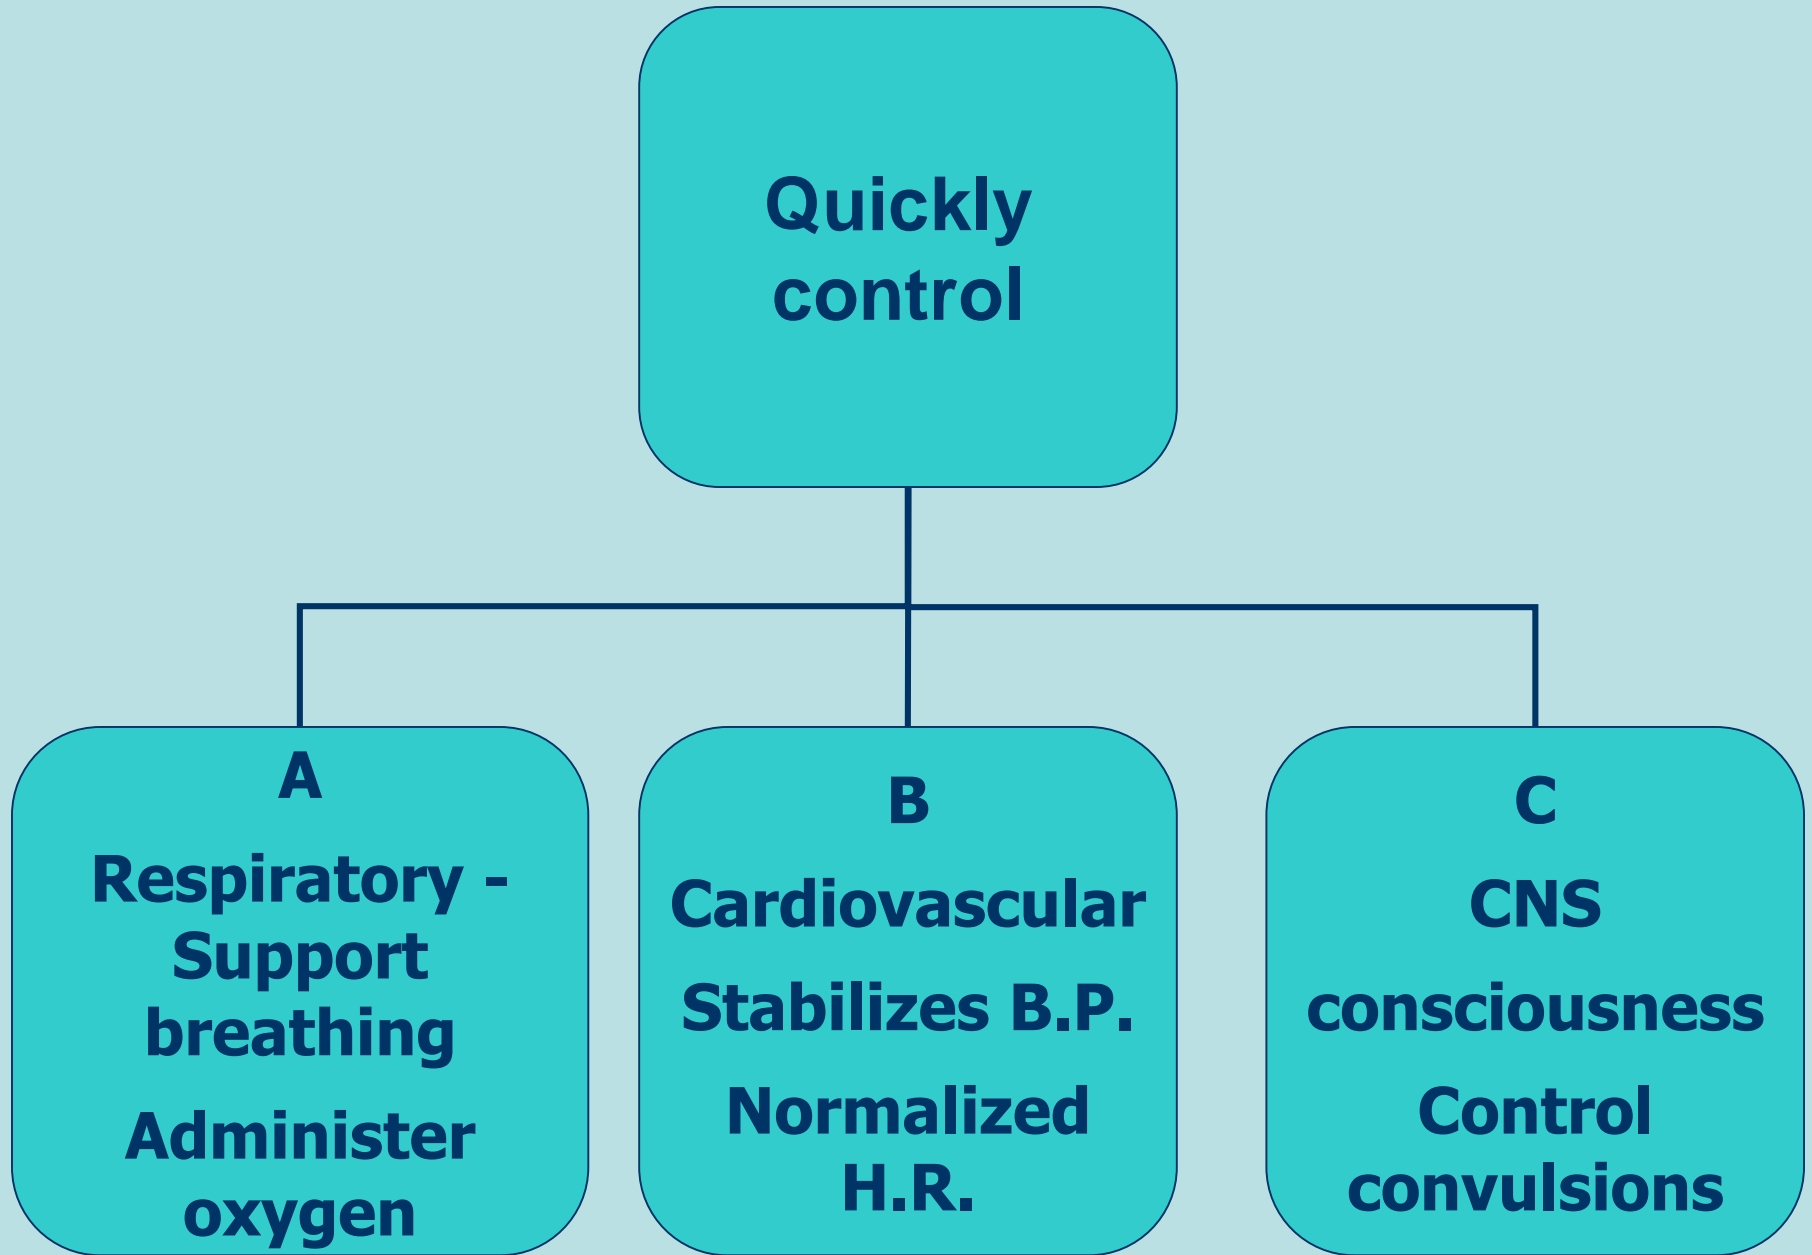 Quickly
control
A
Respiratory -
Support
breathing
Administer
oxygen
B
Cardiovascular
Stabilizes B.P.
Normalized
H.R.
C
CNS
consciousness
Control
convulsions